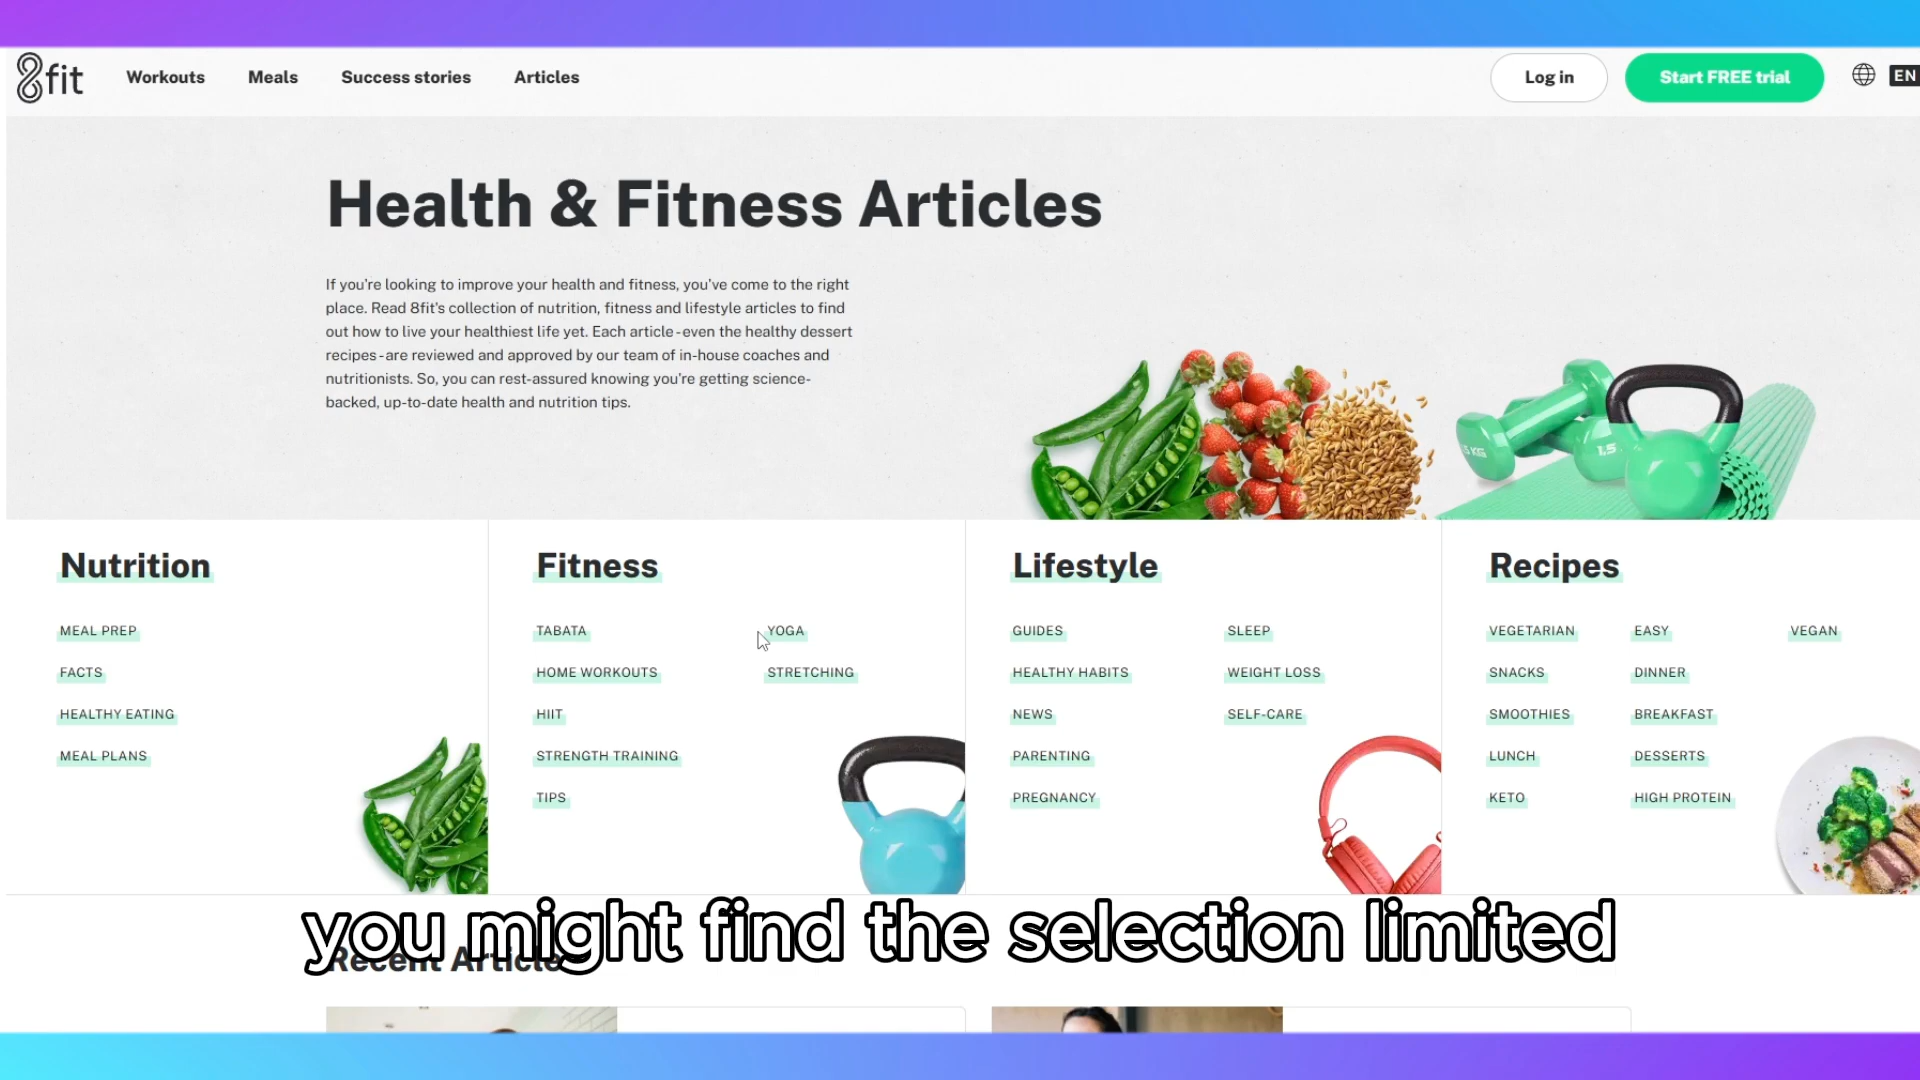 8fit
Workouts Meals Success stories Articles
Log in
Start FREE trial
EN
Health & Fitness Articles
If you're looking to improve your health and fitness, you've come to the right
place. Read 8fit's collection of nutrition, fitness and lifestyle articles to find
out how to live your healthiest life yet. Each article - even the healthy dessert
recipes - are reviewed and approved by our team of in-house coaches and
nutritionists. So, you can rest-assured knowing you're getting science-
backed, up-to-date health and nutrition tips.
KG
1,5
Nutrition
MEAL PREP
FACTS
HEALTHY EATING
MEAL PLANS
Fitness
TABATA
HOME WORKOUTS
HIIT
STRENGTH TRAINING
TIPS
YOGA
STRETCHING
Lifestyle
GUIDES
HEALTHY HABITS
NEWS
PARENTING
PREGNANCY
SLEEP
WEIGHT LOSS
SELF-CARE
Recipes
VEGETARIAN
SNACKS
SMOOTHIES
LUNCH
KETO
EASY
DINNER
BREAKFAST
DESSERTS
HIGH PROTEIN
VEGAN
you might find the selection limited
Recent Articles